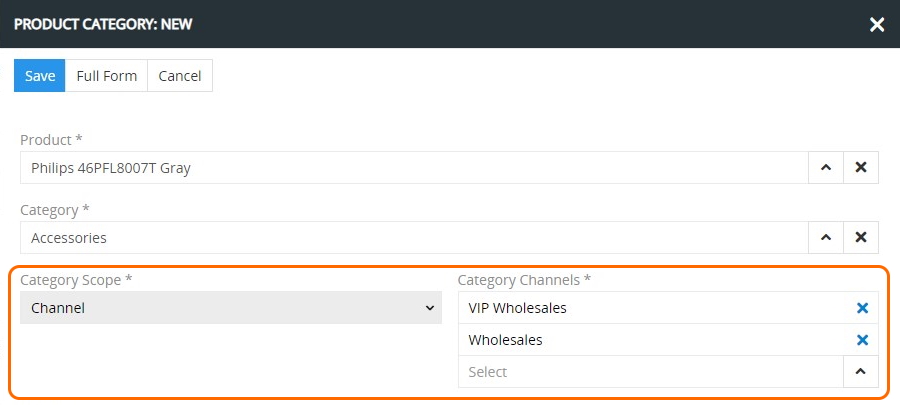 PRODUCT CATEGORY: NEW
Save Full Form Cancel
Product *
Philips 46PFL8007T Gray
Category *
Accessories
Category Scope * Category Channels *
Channel VIP Wholesales
Wholesales
Select